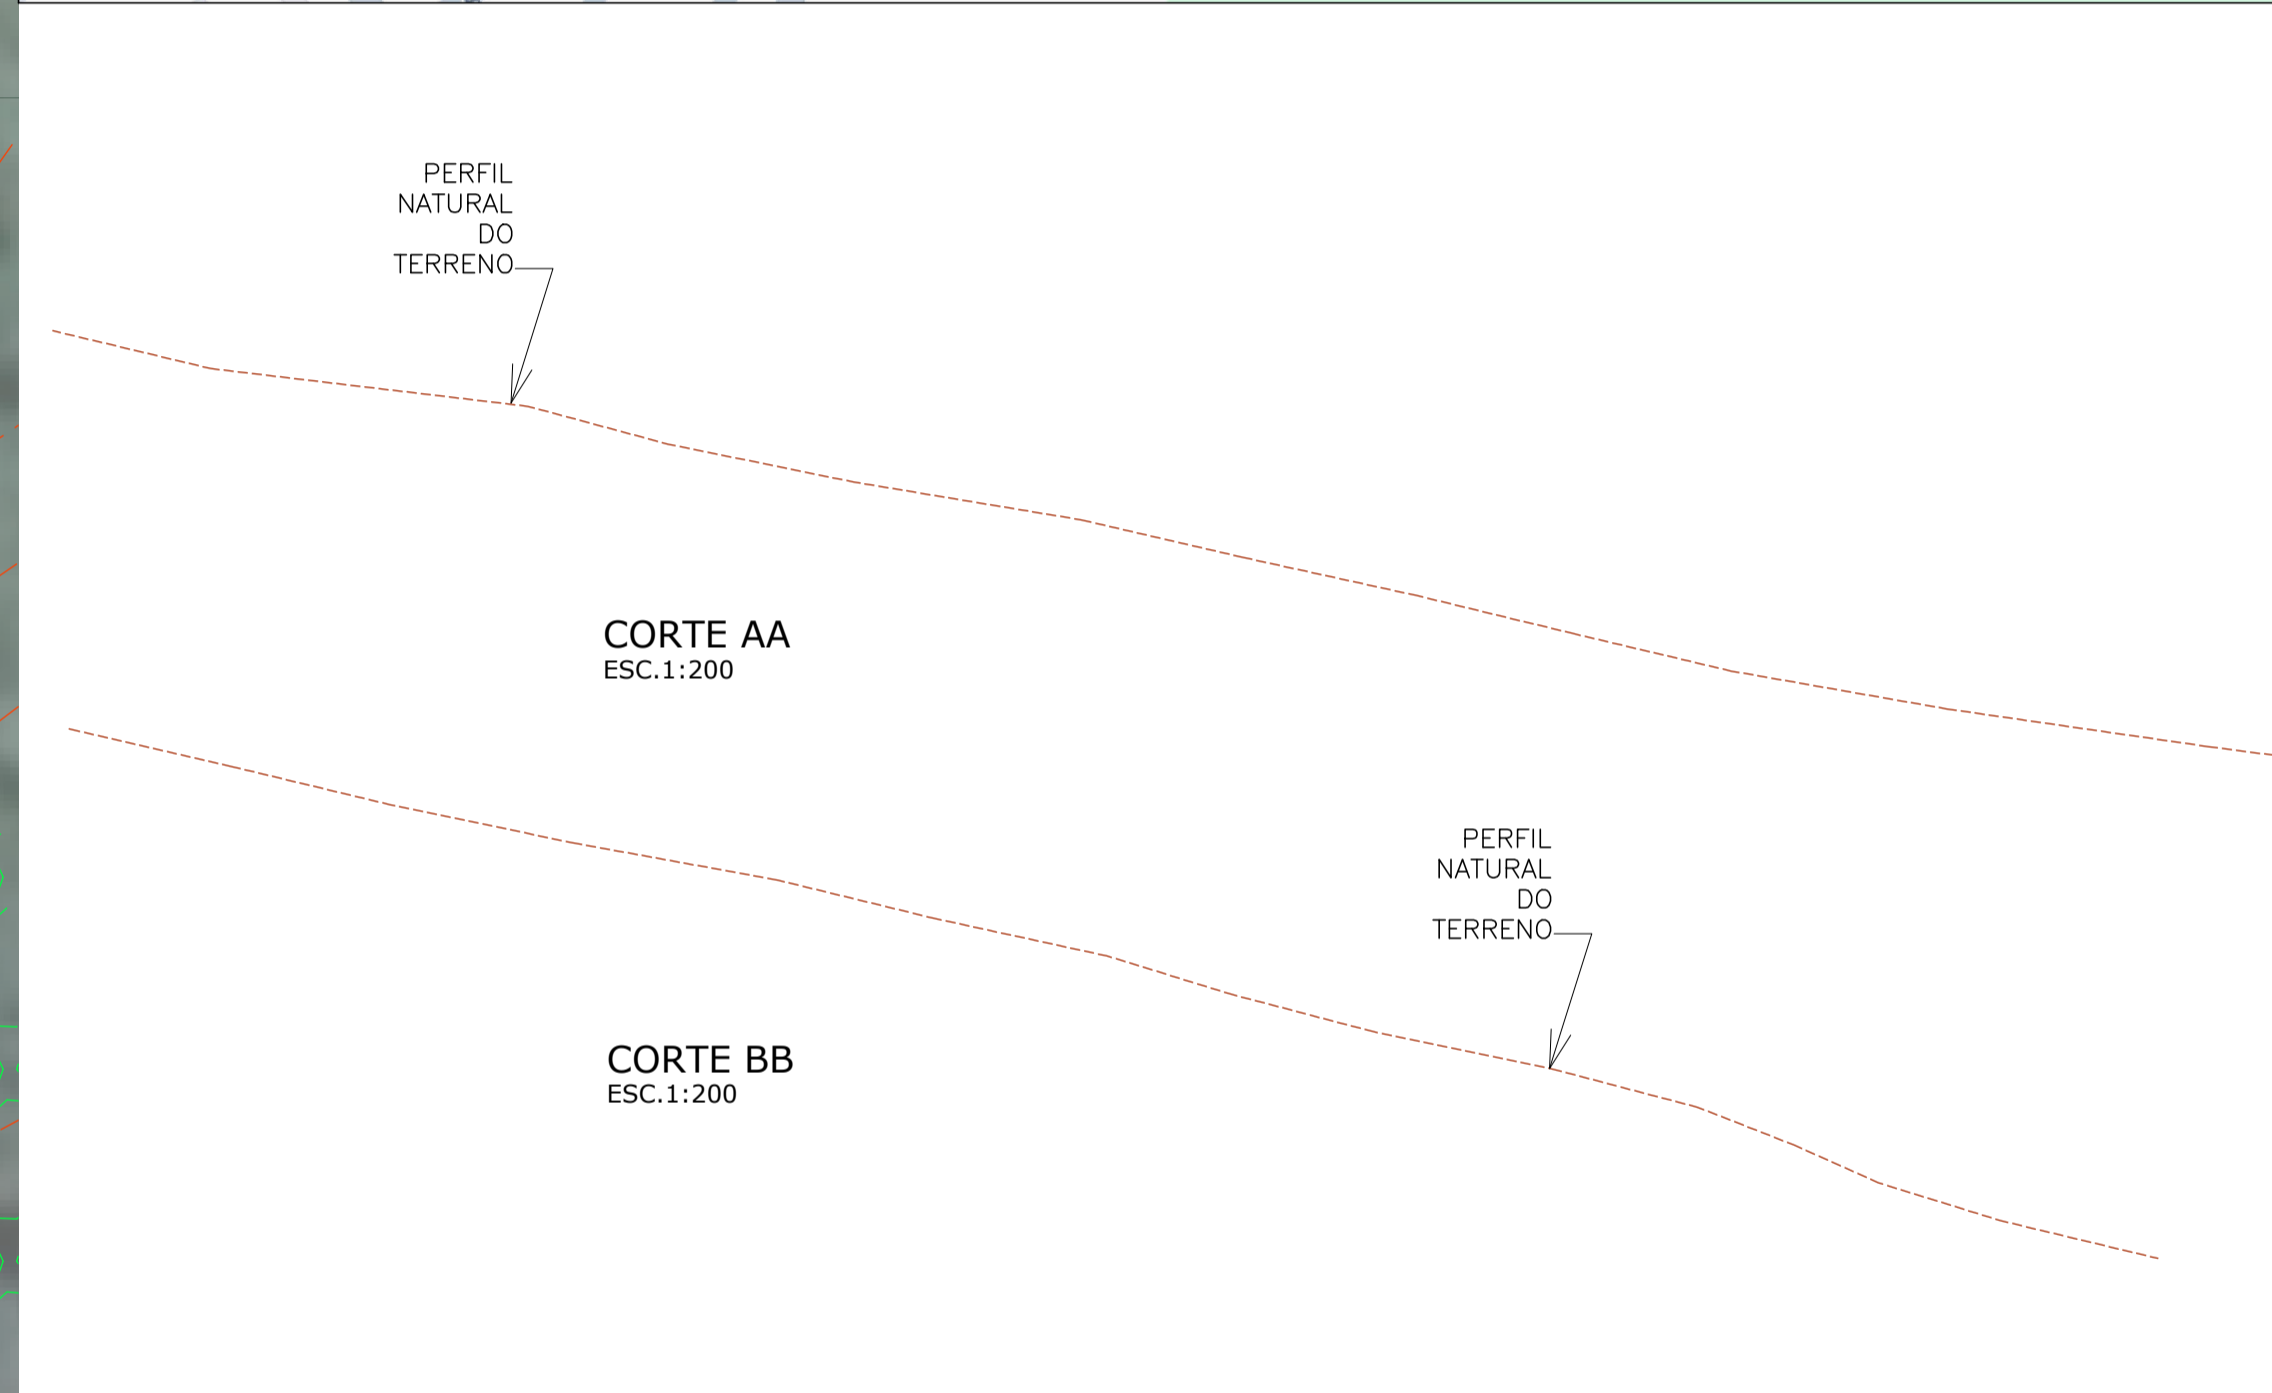 PERFIL
NATURAL
DO
TERRENO
CORTE AA
ESC.1:200
PERFIL
NATURAL
DO
TERRENO
CORTE BB
ESC.1:200